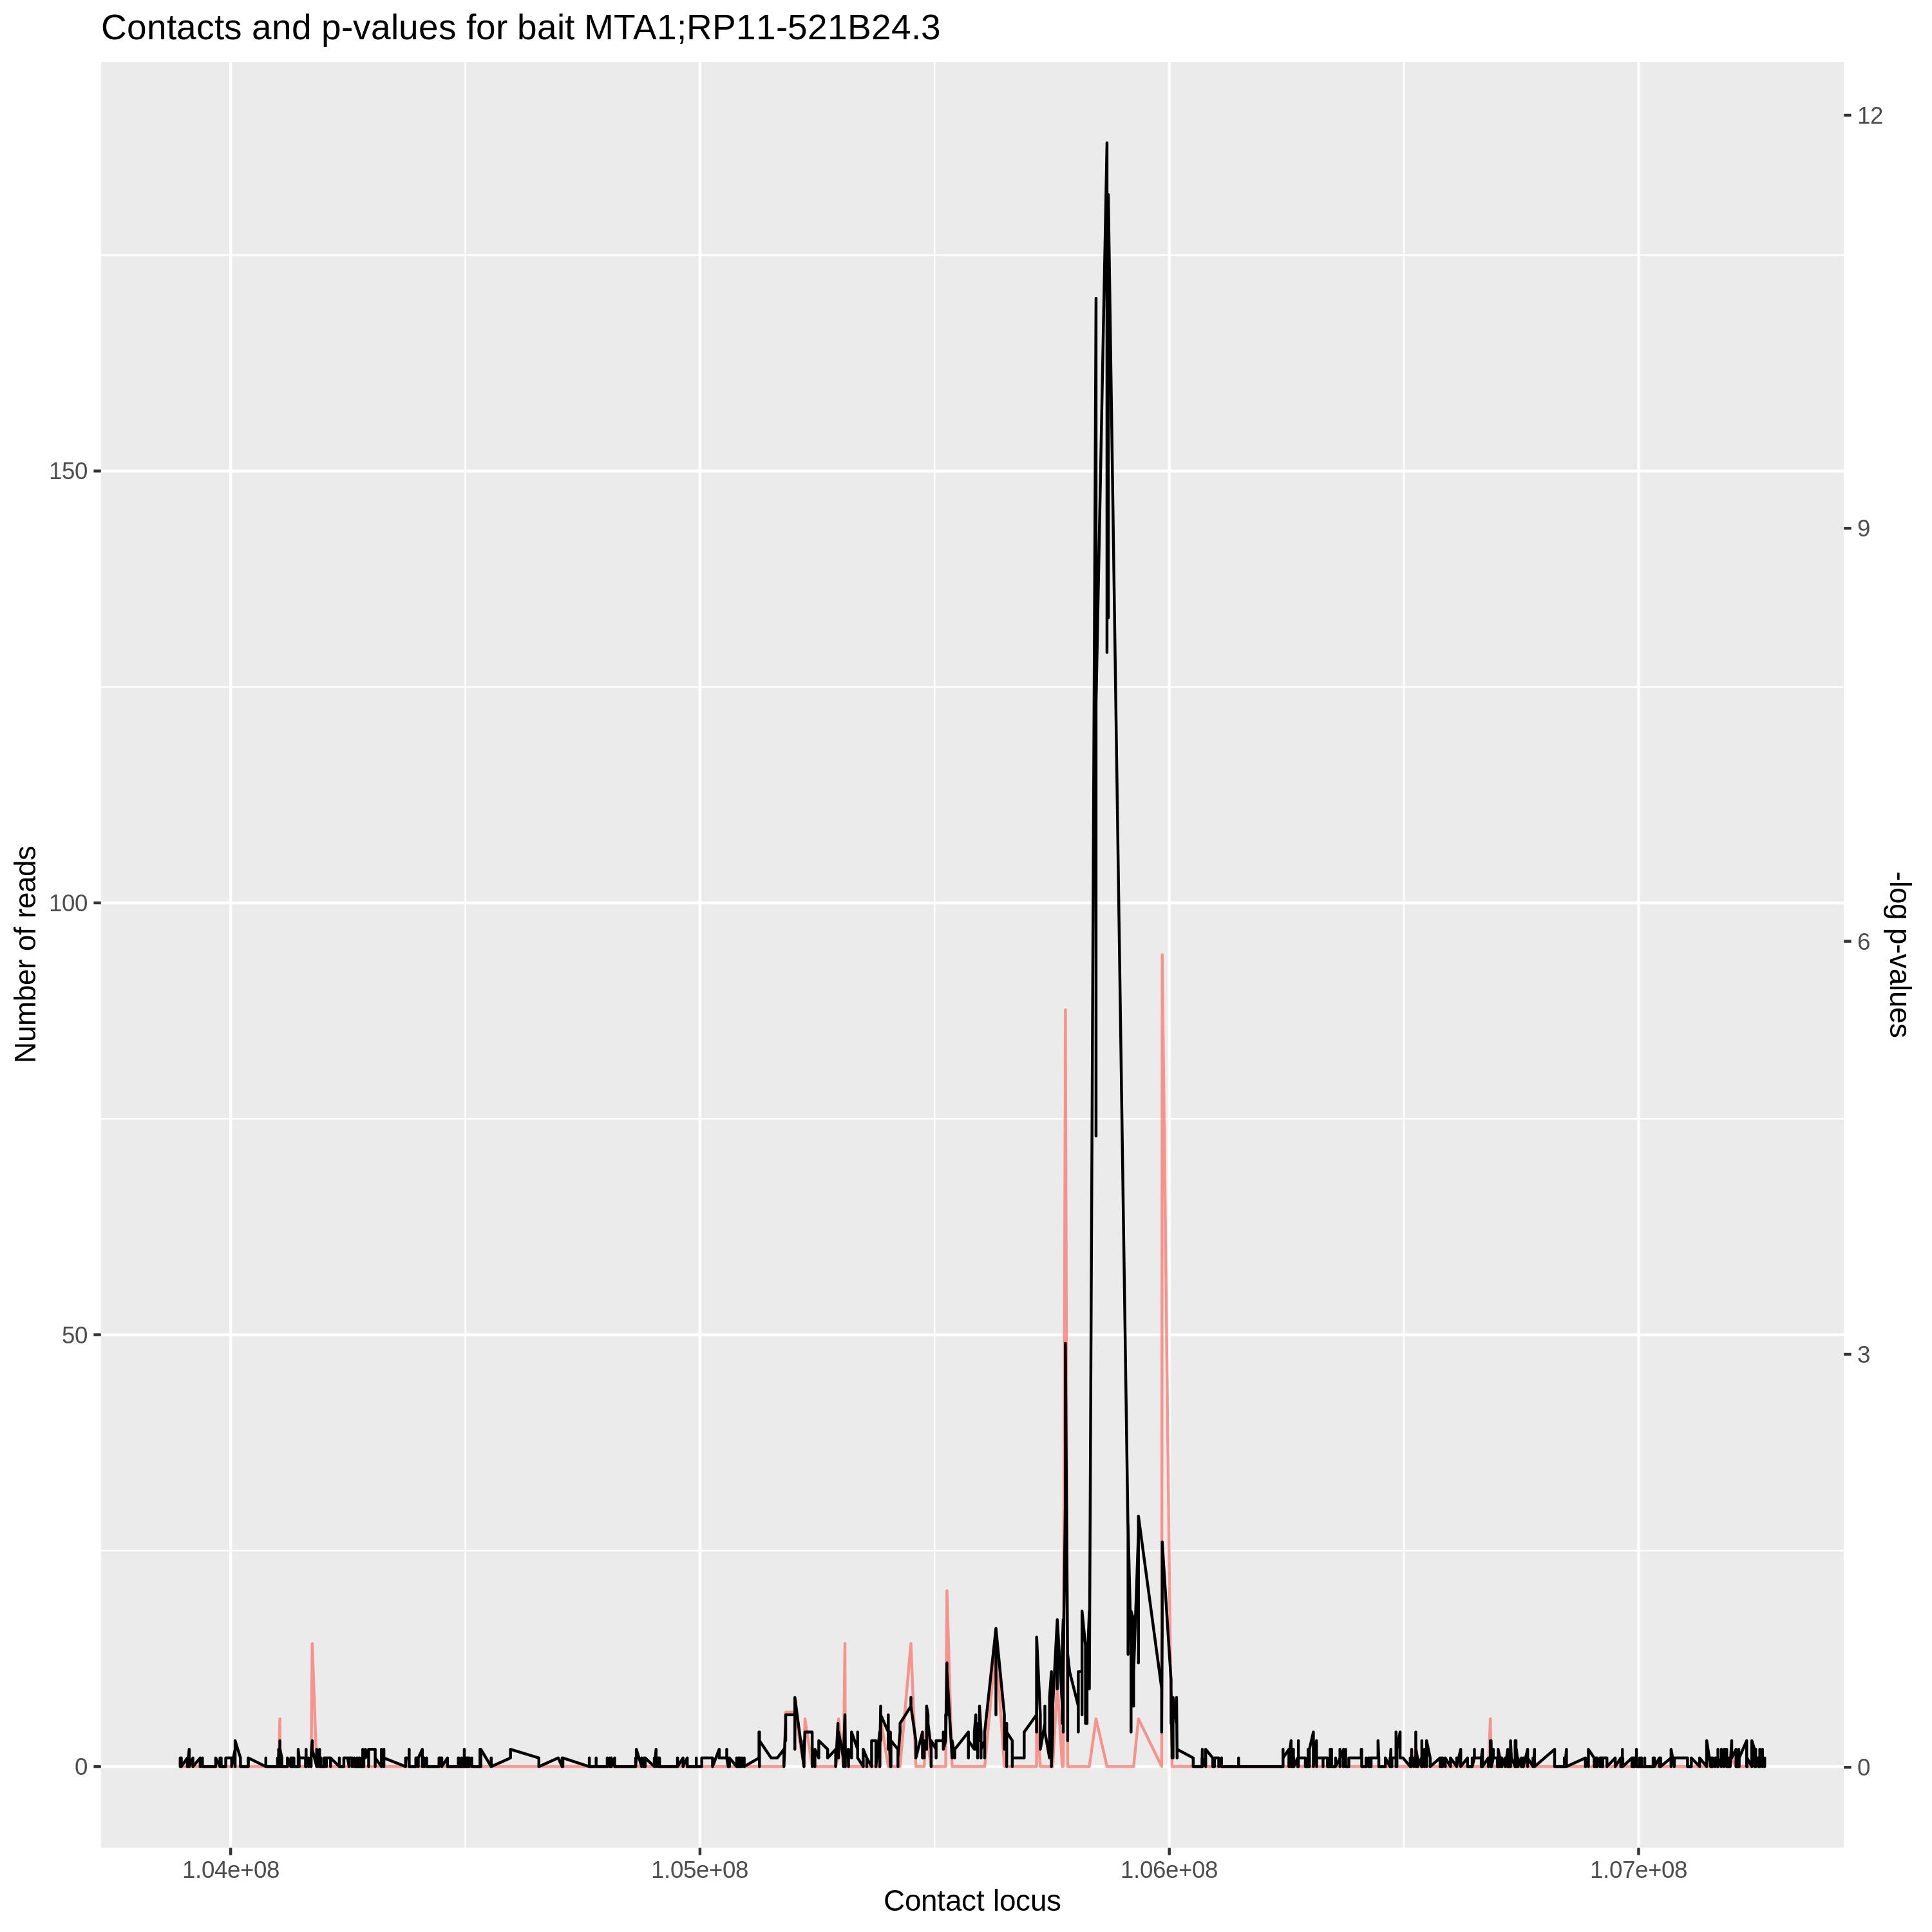 Contacts and p-values for bait MTA1;RP11-521B24.3
12
150
9
100
6
Number of reads
-log p-values
50
3
0
0
1.04e+08 1.05e+08 1.06e+08 1.07e+08
Contact locus